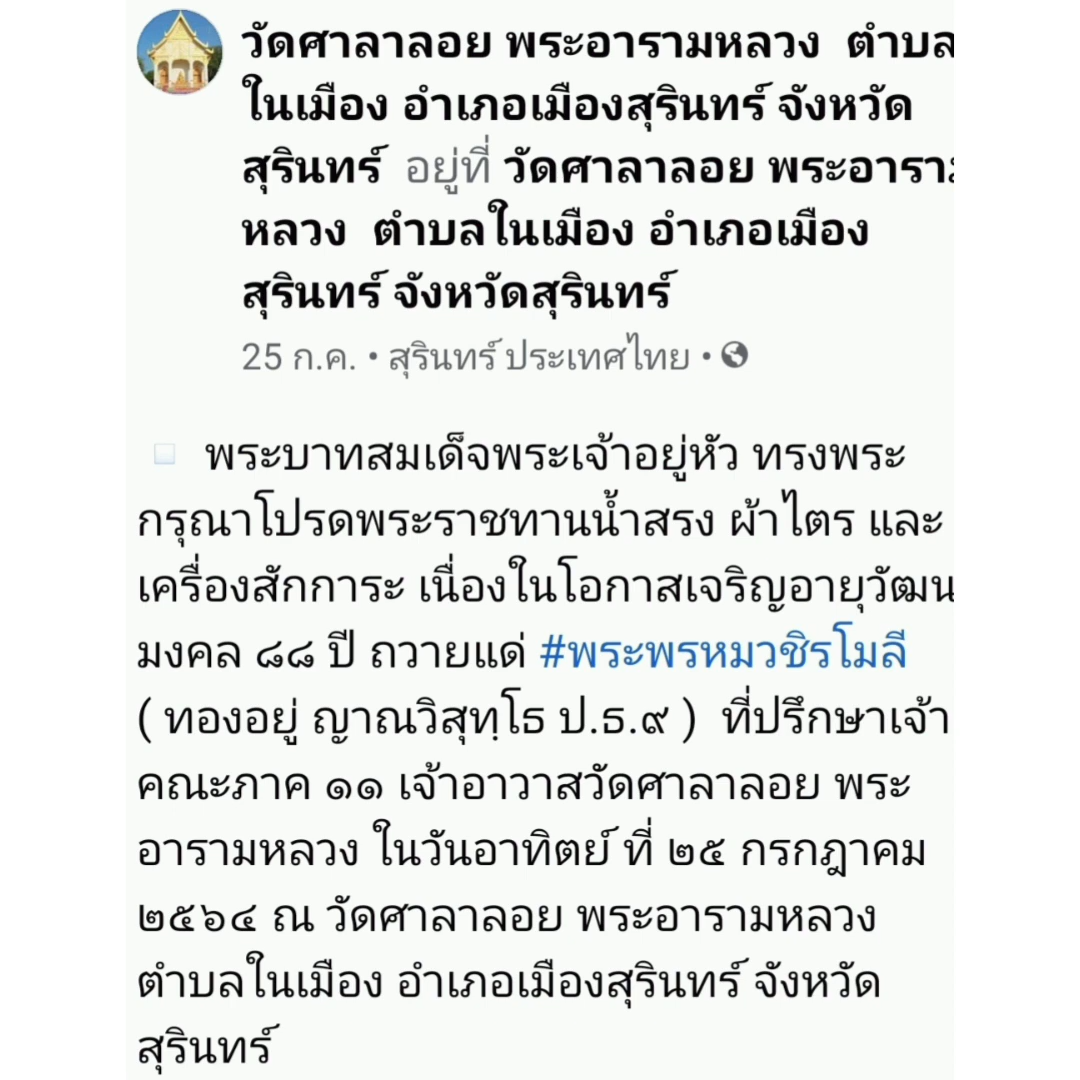 วัดศาลาลอย พระอารามหลวง ตำบล
ในเมือง อำเภอเมืองสุรินทร์ จังหวัด
สุรินทร์ อยู่ที่ วัดศาลาลอย พระอาราม
หลวง ตำบลในเมือง อำเภอเมือง
สุรินทร์ จังหวัดสุรินทร์
25 ก.ค. • สุรินทร์ ประเทศไทย •
พระบาทสมเด็จพระเจ้าอยู่หัว ทรงพระ
กรุณาโปรดพระราชทานน้ำสรง ผ้าไตร และ
เครื่องสักการะ เนื่องในโอกาสเจริญอายุวัฒน
มงคล ๘๘ ปี ถวายแด่ #พระพรหมวชิรโมลี
( ทองอยู่ ญาณวิสุทฺโธ ป.ธ.๙ ) ที่ปรึกษาเจ้า
คณะภาค ๑๑ เจ้าอาวาสวัดศาลาลอย พระ
อารามหลวง ในวันอาทิตย์ ที่ ๒๕ กรกฎาคม
๒๕๖๔ ณ วัดศาลาลอย พระอารามหลวง
ตำบลในเมือง อำเภอเมืองสุรินทร์ จังหวัด
สุรินทร์